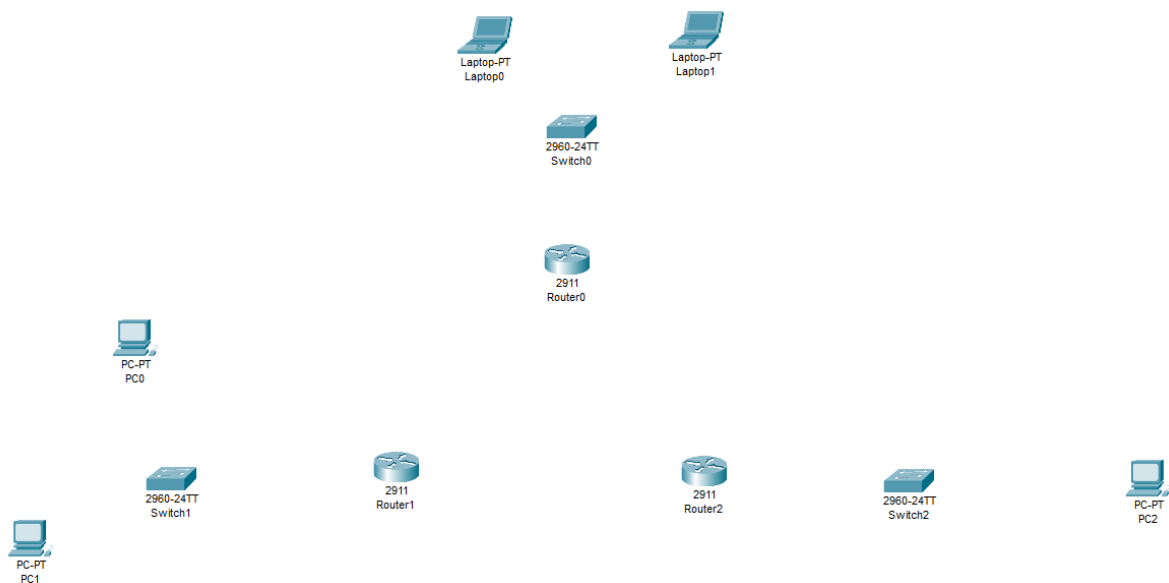 Laptop-PT
Laptop0
Laptop-PT
Laptop1
2960-24TT
Switch0
2911
Router0
PC-PT
PC0
2960-24TT
Switch1
2911
Router1
2911
Router2
2960-24TT
Switch2
PC-PT
PC2
PC-PT
PC1